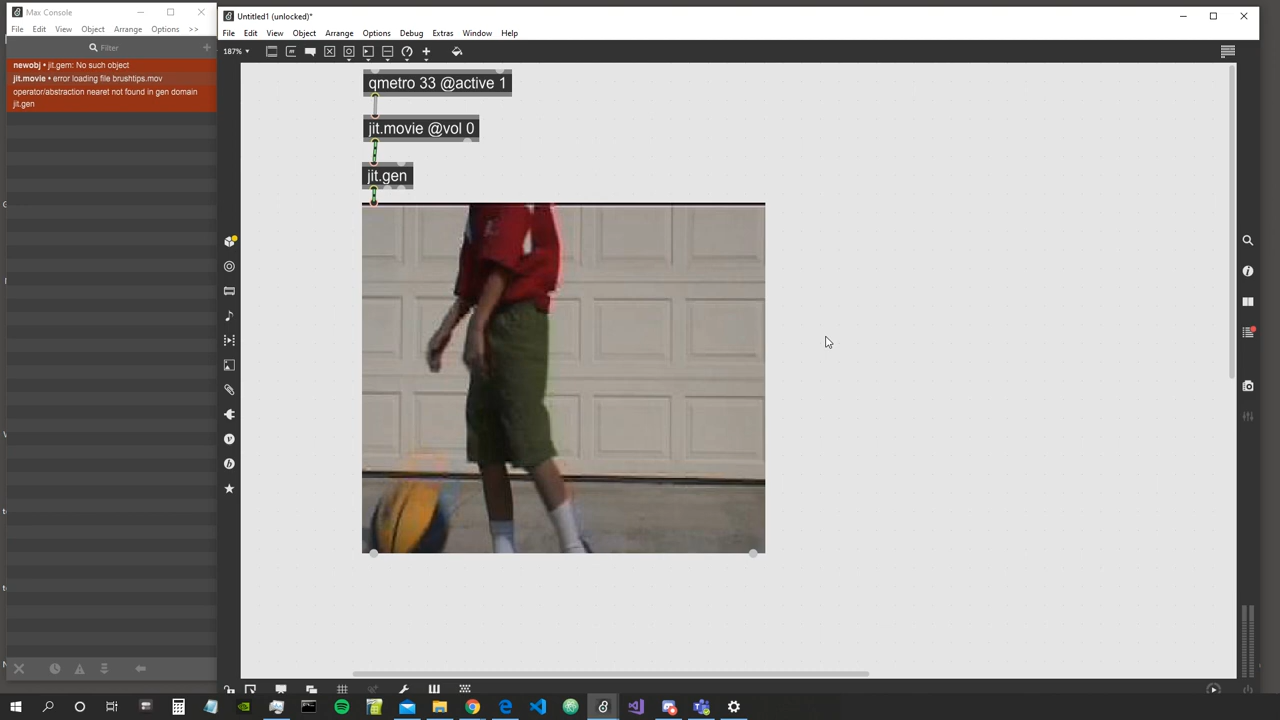 Max Console
File Edit View Object Arrange Options >>
Filter
newobj • jit.gem: No such object
jit.movie • error loading file brushtips.mov
operator/abstraction nearet not found in gen domain
jit.gen
Untitled1 (unlocked)*
File Edit View Object Arrange Options Debug Extras Window Help
187%
qmetro 33 @active 1
jit.movie @vol 0
jit.gen